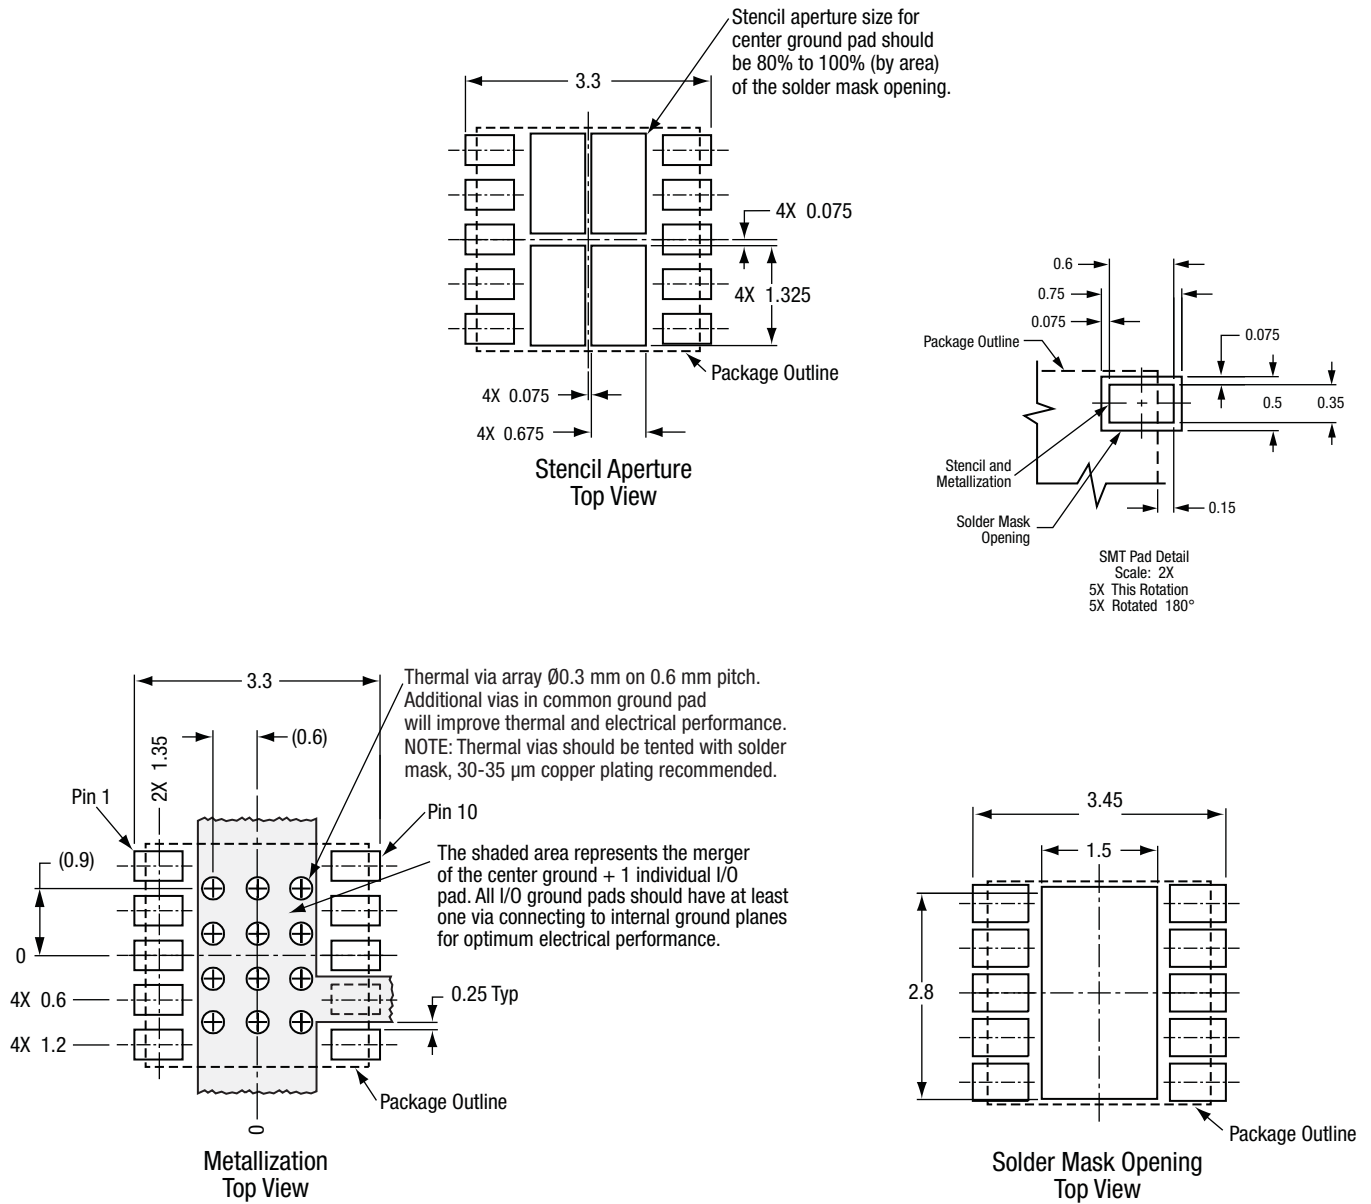 Stencil aperture size for
center ground pad should
be 80% to 100% (by area)
of the solder mask opening.
3.3
4X 0.075
4X 1.325
Package Outline
4X 0.075
4X 0.675
Stencil Aperture
Top View
0.6
0.75
0.075
0.075
Package Outline
0.5
0.35
Stencil and
Metallization
0.15
Solder Mask
Opening
SMT Pad Detail
Scale: 2X
5X This Rotation
5X Rotated 180°
3.3
Thermal via array Ø0.3 mm on 0.6 mm pitch.
Additional vias in common ground pad
will improve thermal and electrical performance.
NOTE: Thermal vias should be tented with solder
mask, 30-35 µm copper plating recommended.
(0.6)
2X 1.35
Pin 1
Pin 10
(0.9)
The shaded area represents the merger
of the center ground + 1 individual I/O
pad. All I/O ground pads should have at least
one via connecting to internal ground planes
for optimum electrical performance.
0
4X 0.6
0.25 Typ
4X 1.2
Package Outline
0
Metallization
Top View
3.45
1.5
2.8
Package Outline
Solder Mask Opening
Top View